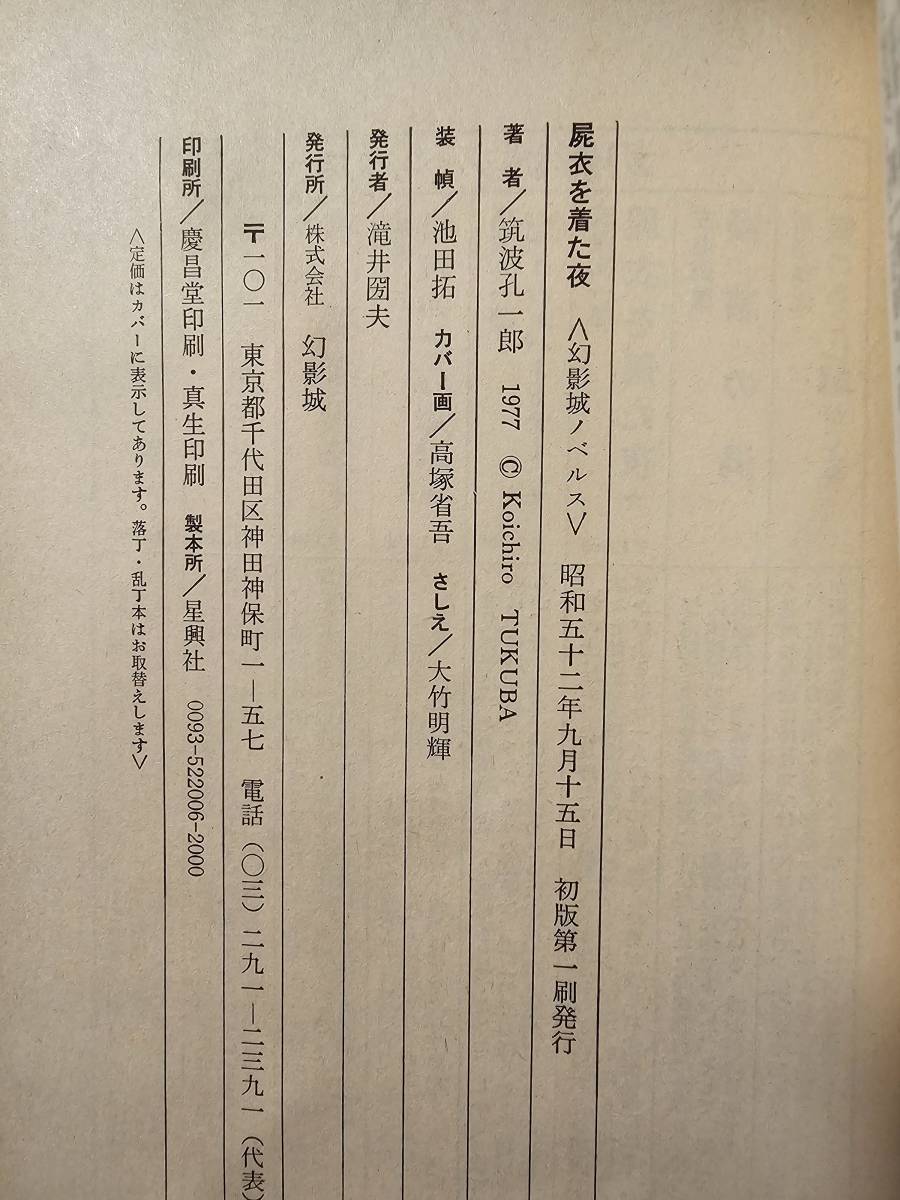 屍衣を着た夜　〈幻影城ノベルス〉　昭和五十二年九月十五日　初版第一刷発行
著　者／筑波孔一郎　1977　© Koichiro　TUKUBA
装　幀／池田拓　カバー画／高塚省吾　さしえ／大竹明輝
発行者／滝井圀夫
発行所／株式会社　幻影城
〒一〇一　東京都千代田区神田神保町一―五七　電話（〇三）二九一―二三九一（代表）
印刷所／慶昌堂印刷・真生印刷　製本所／星興社　0093-522006-2000
〈定価はカバーに表示してあります。落丁・乱丁本はお取替えします〉